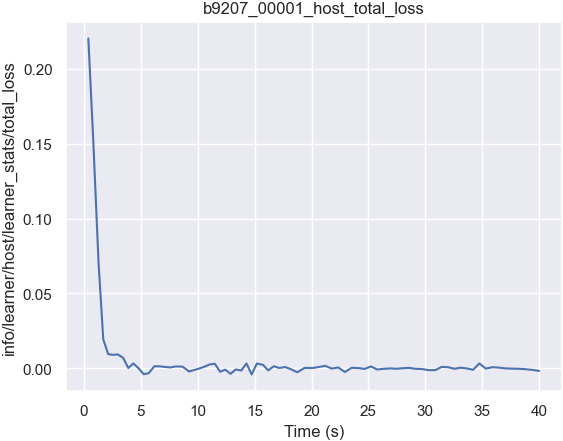 b9207_00001_host_total_loss
info/learner/host/learner_stats/total_loss
0.20
0.15
0.10
0.05
0.00
0 5 10 15 20 25 30 35 40
Time (s)